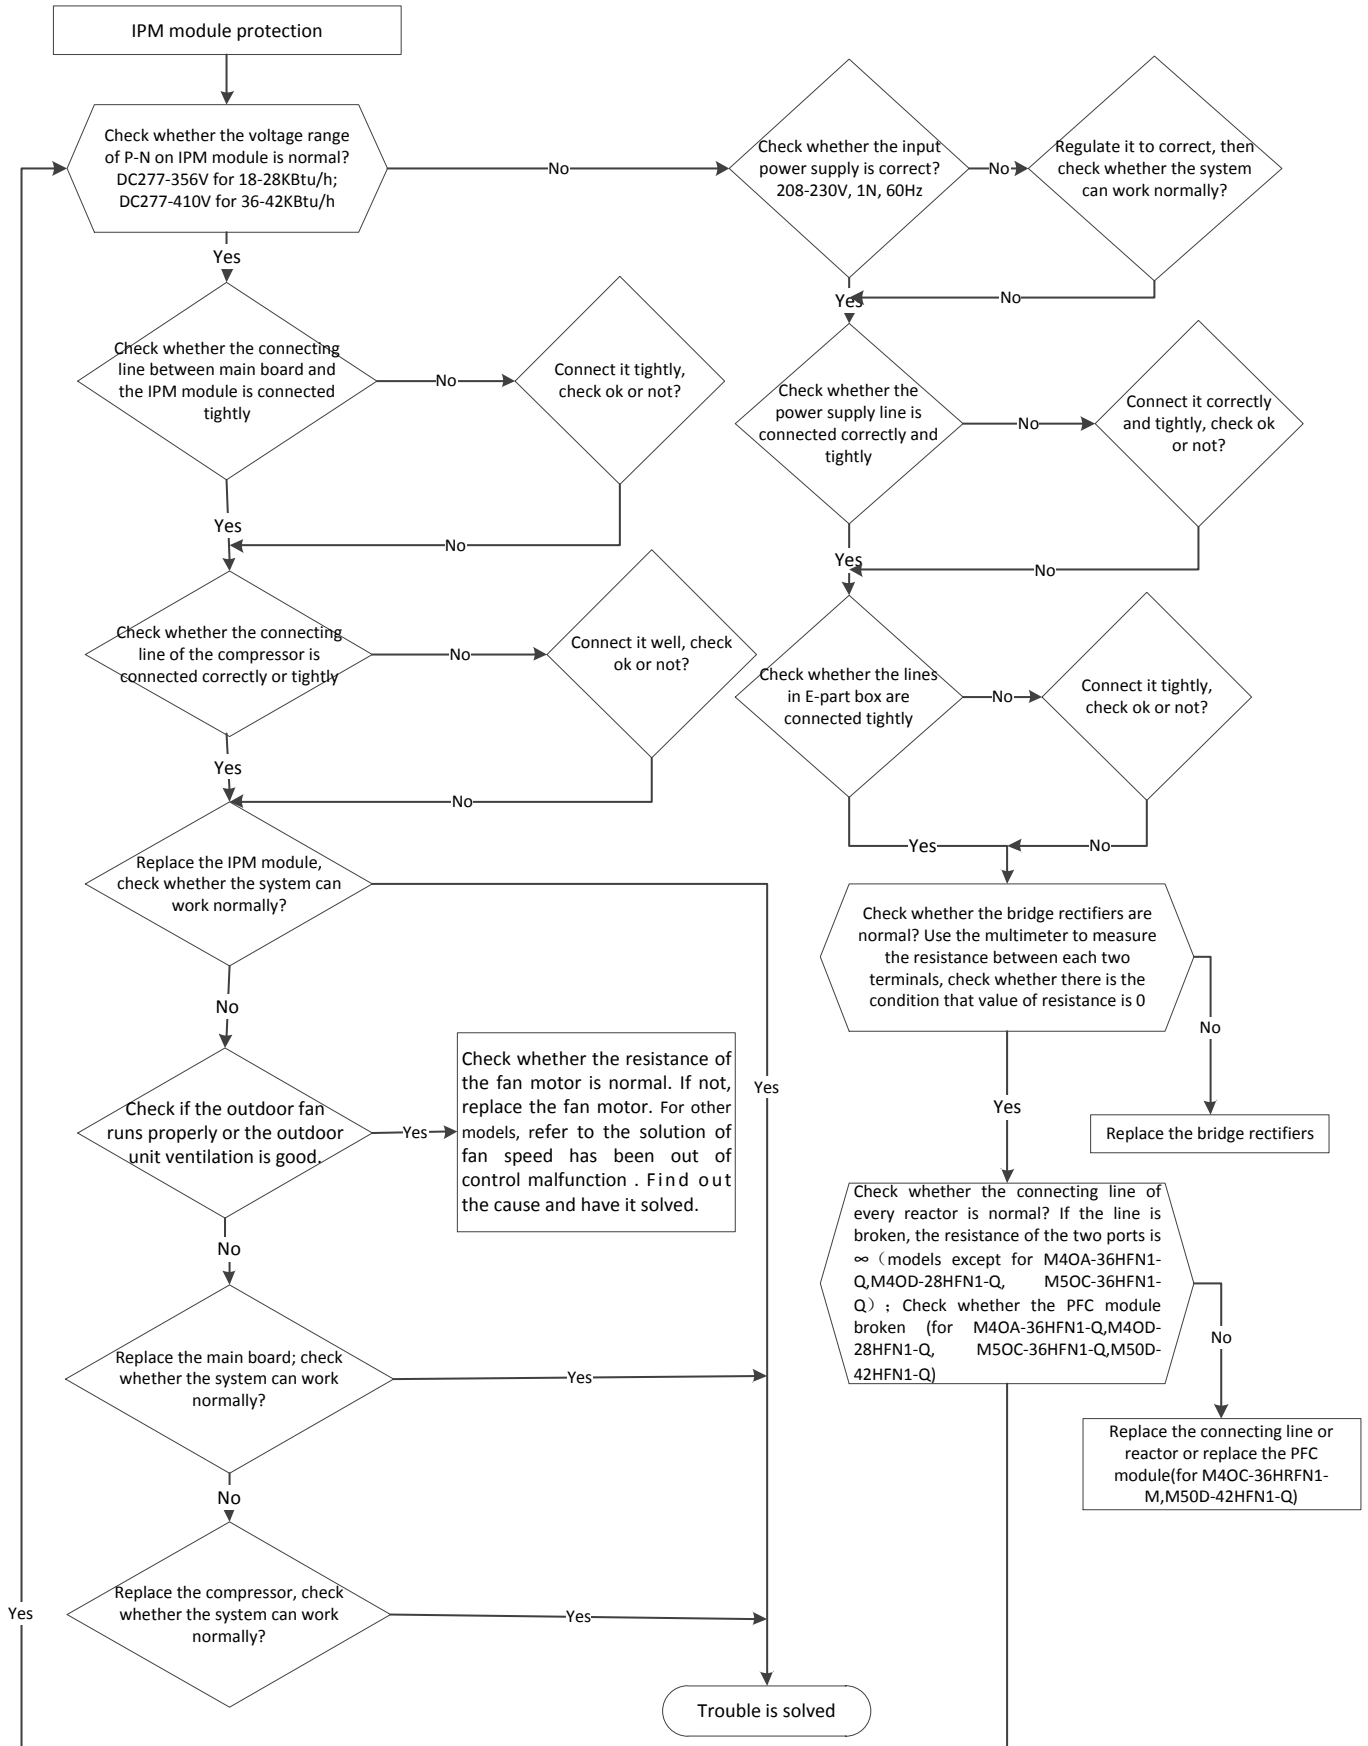 IPM module protection
Check whether the voltage range
of P-N on IPM module is normal?
DC277-356V for 18-28KBtu/h;
DC277-410V for 36-42KBtu/h
No
Check whether the input
power supply is correct?
208-230V, 1N, 60Hz
No
Regulate it to correct, then
check whether the system
can work normally?
Yes
No
Yes
Check whether the connecting
line between main board and
the IPM module is connected
tightly
No
Connect it tightly,
check ok or not?
Check whether the
power supply line is
connected correctly and
tightly
No
Connect it correctly
and tightly, check ok
or not?
Yes
No
Yes
No
Check whether the connecting
line of the compressor is
connected correctly or tightly
No
Connect it well, check
ok or not?
Check whether the lines
in E-part box are
connected tightly
No
Connect it tightly,
check ok or not?
Yes
No
Yes
No
Replace the IPM module,
check whether the system can
work normally?
Check whether the bridge rectifiers are
normal? Use the multimeter to measure
the resistance between each two
terminals, check whether there is the
condition that value of resistance is 0
No
No
Yes
Yes
Check if the outdoor fan
runs properly or the outdoor
unit ventilation is good.
Yes
Check whether the resistance of
the fan motor is normal. If not,
replace the fan motor. For other
models, refer to the solution of
fan speed has been out of
control malfunction . Find out
the cause and have it solved.
Replace the bridge rectifiers
No
Check whether the connecting line of
every reactor is normal? If the line is
broken, the resistance of the two ports is
∞（models except for M4OA-36HFN1-
Q,M4OD-28HFN1-Q, M5OC-36HFN1-
Q）; Check whether the PFC module
broken (for M4OA-36HFN1-Q,M4OD-
28HFN1-Q, M5OC-36HFN1-Q,M50D-
42HFN1-Q)
No
Replace the main board; check
whether the system can work
normally?
Yes
Replace the connecting line or
reactor or replace the PFC
module(for M4OC-36HRFN1-
M,M50D-42HFN1-Q)
No
Replace the compressor, check
whether the system can work
normally?
Yes
Yes
Trouble is solved